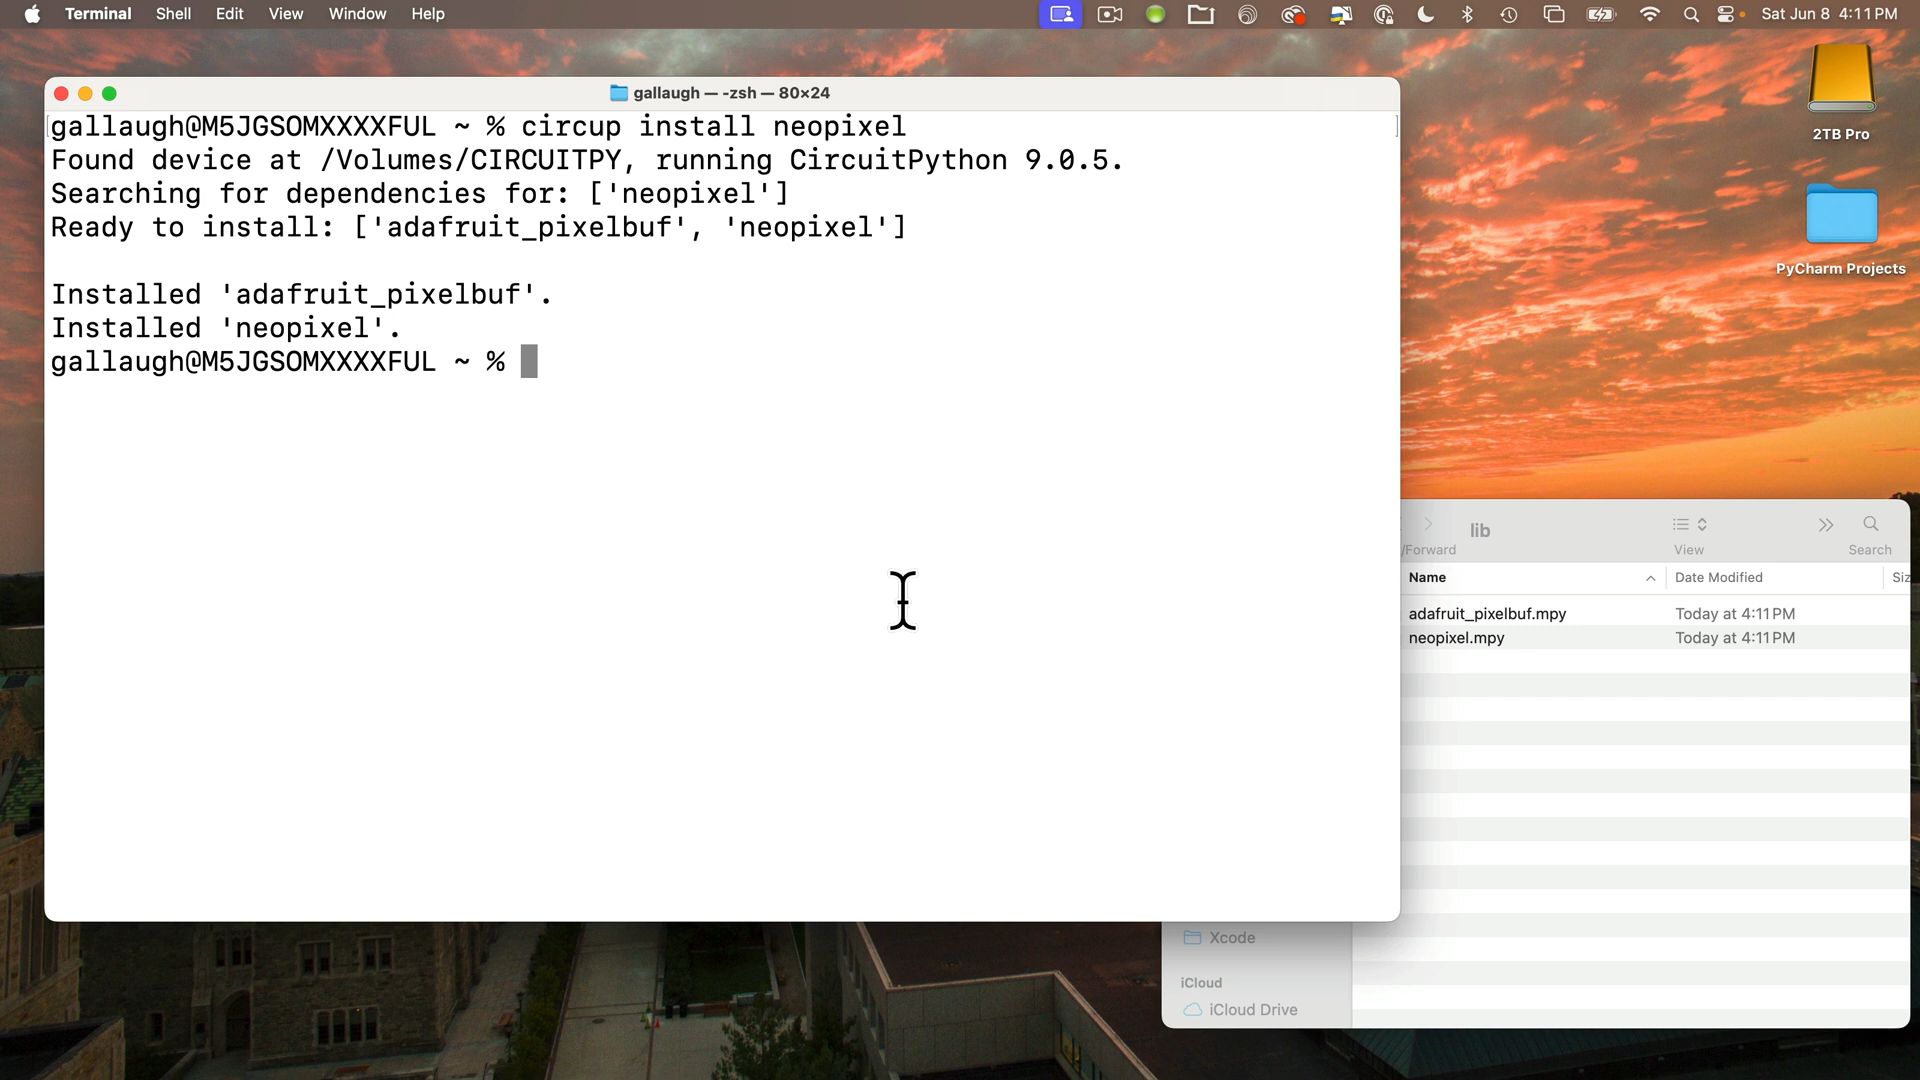 Terminal Shell Edit View Window Help Sat Jun 8 4:11 PM
gallaugh — -zsh — 80×24
gallaugh@M5JGSOMXXXXFUL ~ % circup install neopixel
Found device at /Volumes/CIRCUITPY, running CircuitPython 9.0.5.
Searching for dependencies for: ['neopixel']
Ready to install: ['adafruit_pixelbuf', 'neopixel']
Installed 'adafruit_pixelbuf'.
Installed 'neopixel'.
gallaugh@M5JGSOMXXXXFUL ~ %
2TB Pro
PyCharm Projects
lib
/Forward View Search
Name Date Modified Siz
adafruit_pixelbuf.mpy Today at 4:11 PM
neopixel.mpy Today at 4:11 PM
Xcode
iCloud
iCloud Drive